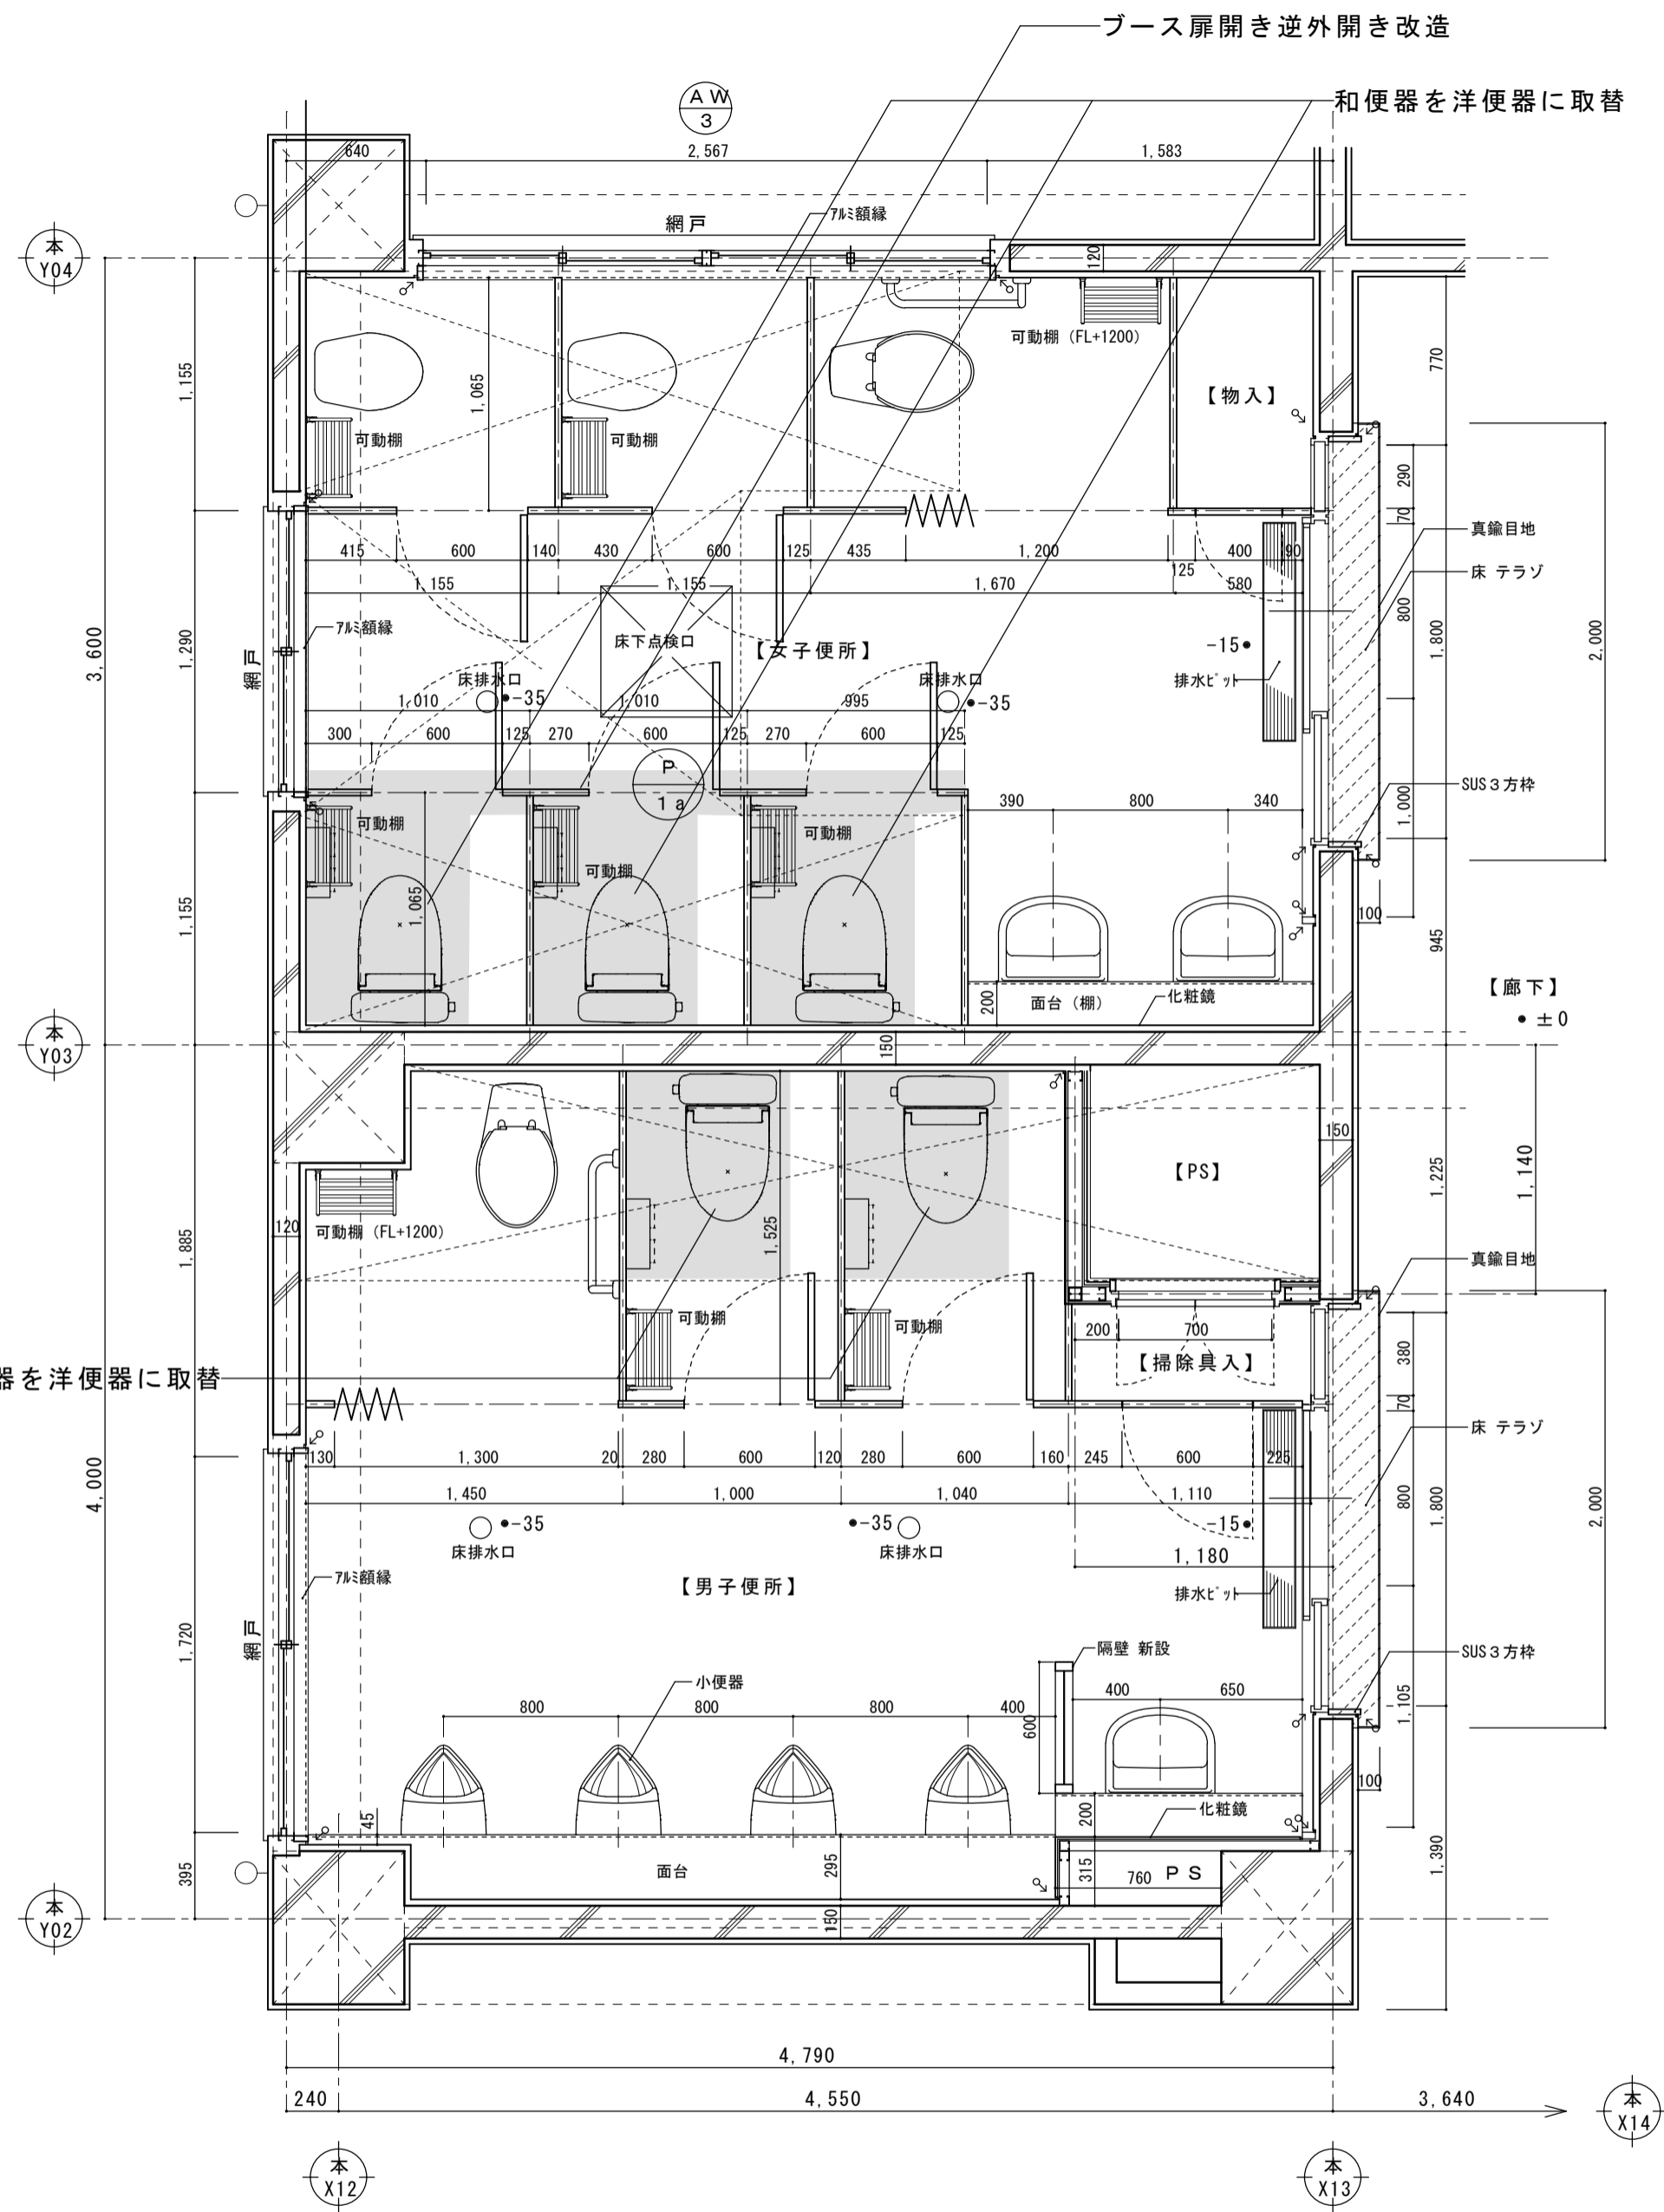 ブース扉開き逆外開き改造
和便器を洋便器に取替
AW
3
640
2,567
1,583
網戸
アルミ額縁
本
Y04
120
可動棚 (FL+1200)
1,155
1,065
770
【物入】
可動棚
可動棚
290
70
真鍮目地
415
600
140
430
600
125
435
1,200
400
90
125
床 テラゾ
1,155
1,155
1,670
580
800
1,800
2,000
3,600
1,290
網戸
アルミ額縁
床下点検口
【女子便所】
-15
排水ピット
床排水口
-35
床排水口
-35
1,010
1,010
995
300
600
125
270
600
125
270
600
125
P
1a
SUS3方枠
390
800
340
1,000
可動棚
可動棚
可動棚
1,155
1,065
100
945
200
面台(棚)
化粧鏡
【廊下】
±0
本
Y03
150
150
【PS】
1,225
1,140
120
可動棚 (FL+1200)
1,885
1,525
真鍮目地
可動棚
可動棚
200
700
380
【掃除具入】
器を洋便器に取替
70
床 テラゾ
130
1,300
20
280
600
120
280
600
160
245
600
225
4,000
1,450
1,000
1,040
1,110
800
1,800
2,000
-35
床排水口
-35
床排水口
-15
1,180
【男子便所】
排水ピット
アルミ額縁
網戸
1,720
隔壁 新設
SUS3方枠
小便器
800
800
800
400
400
650
600
1,105
100
45
200
化粧鏡
395
面台
295
315
760
PS
1,390
本
Y02
150
4,790
240
4,550
3,640
本
X14
本
X12
本
X13